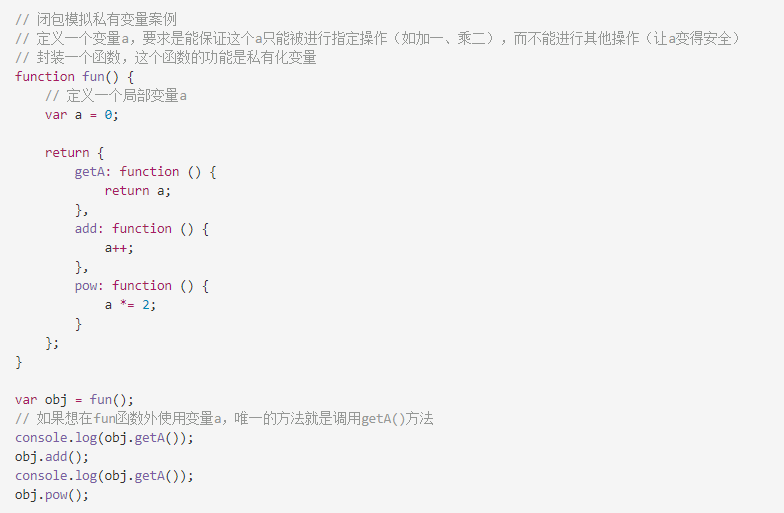 // 闭包模拟私有变量案例
// 定义一个变量a，要求是能保证这个a只能被进行指定操作（如加一、乘二），而不能进行其他操作（让a变得安全）
// 封装一个函数，这个函数的功能是私有化变量
function fun() {
    // 定义一个局部变量a
    var a = 0;

    return {
        getA: function () {
            return a;
        },
        add: function () {
            a++;
        },
        pow: function () {
            a *= 2;
        }
    };
}

var obj = fun();
// 如果想在fun函数外使用变量a，唯一的方法就是调用getA()方法
console.log(obj.getA());
obj.add();
console.log(obj.getA());
obj.pow();